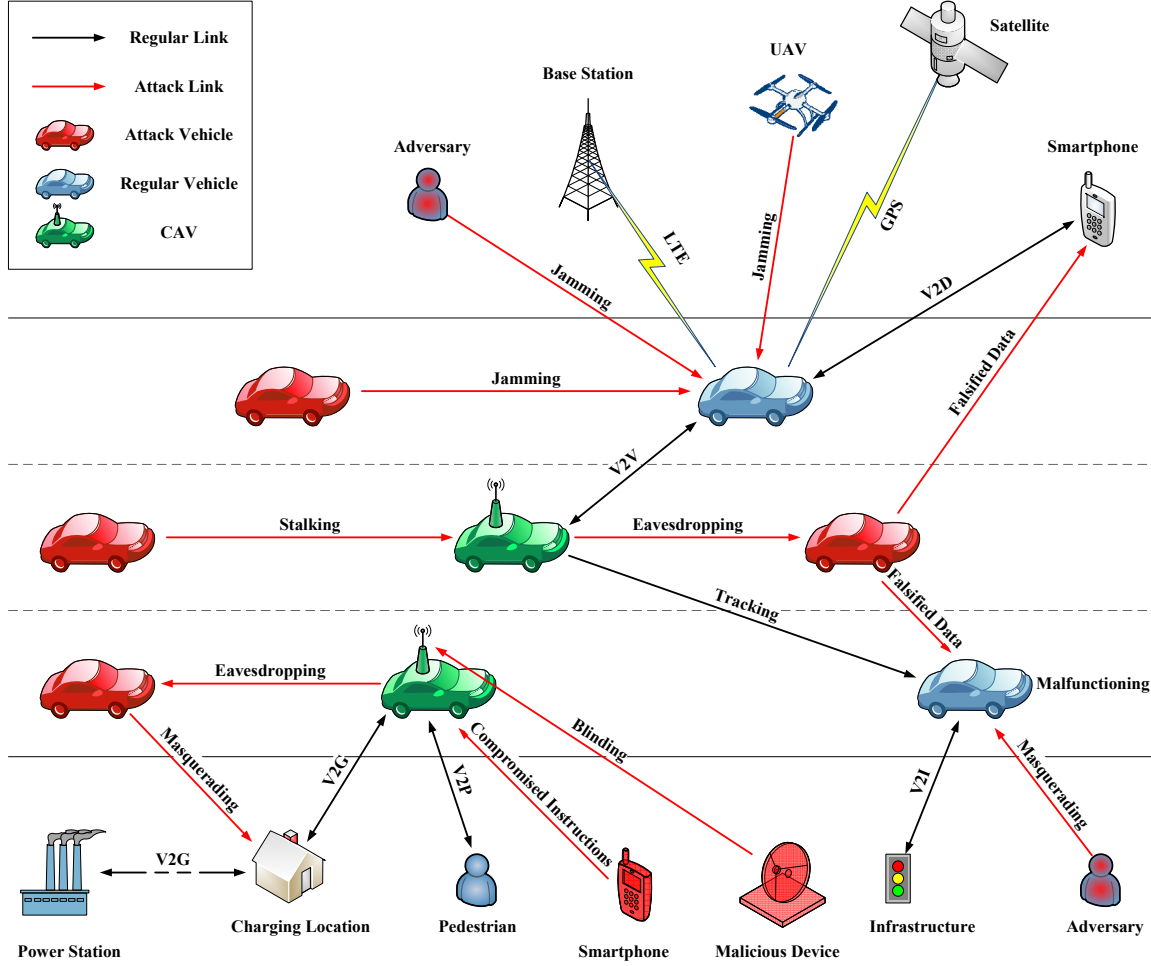 Regular Link
Attack Link
Attack Vehicle
Regular Vehicle
CAV
Satellite
UAV
Base Station
Adversary
Smartphone
GPS
LTE
Jamming
Jamming
V2D
Jamming
Falsified Data
V2V
Stalking
Eavesdropping
Falsified Data
Tracking
Eavesdropping
Malfunctioning
Masquerading
V2G
V2P
Compromised Instructions
Blinding
V2I
Masquerading
V2G
Charging Location
Pedestrian
Infrastructure
Adversary
Power Station
Smartphone
Malicious Device